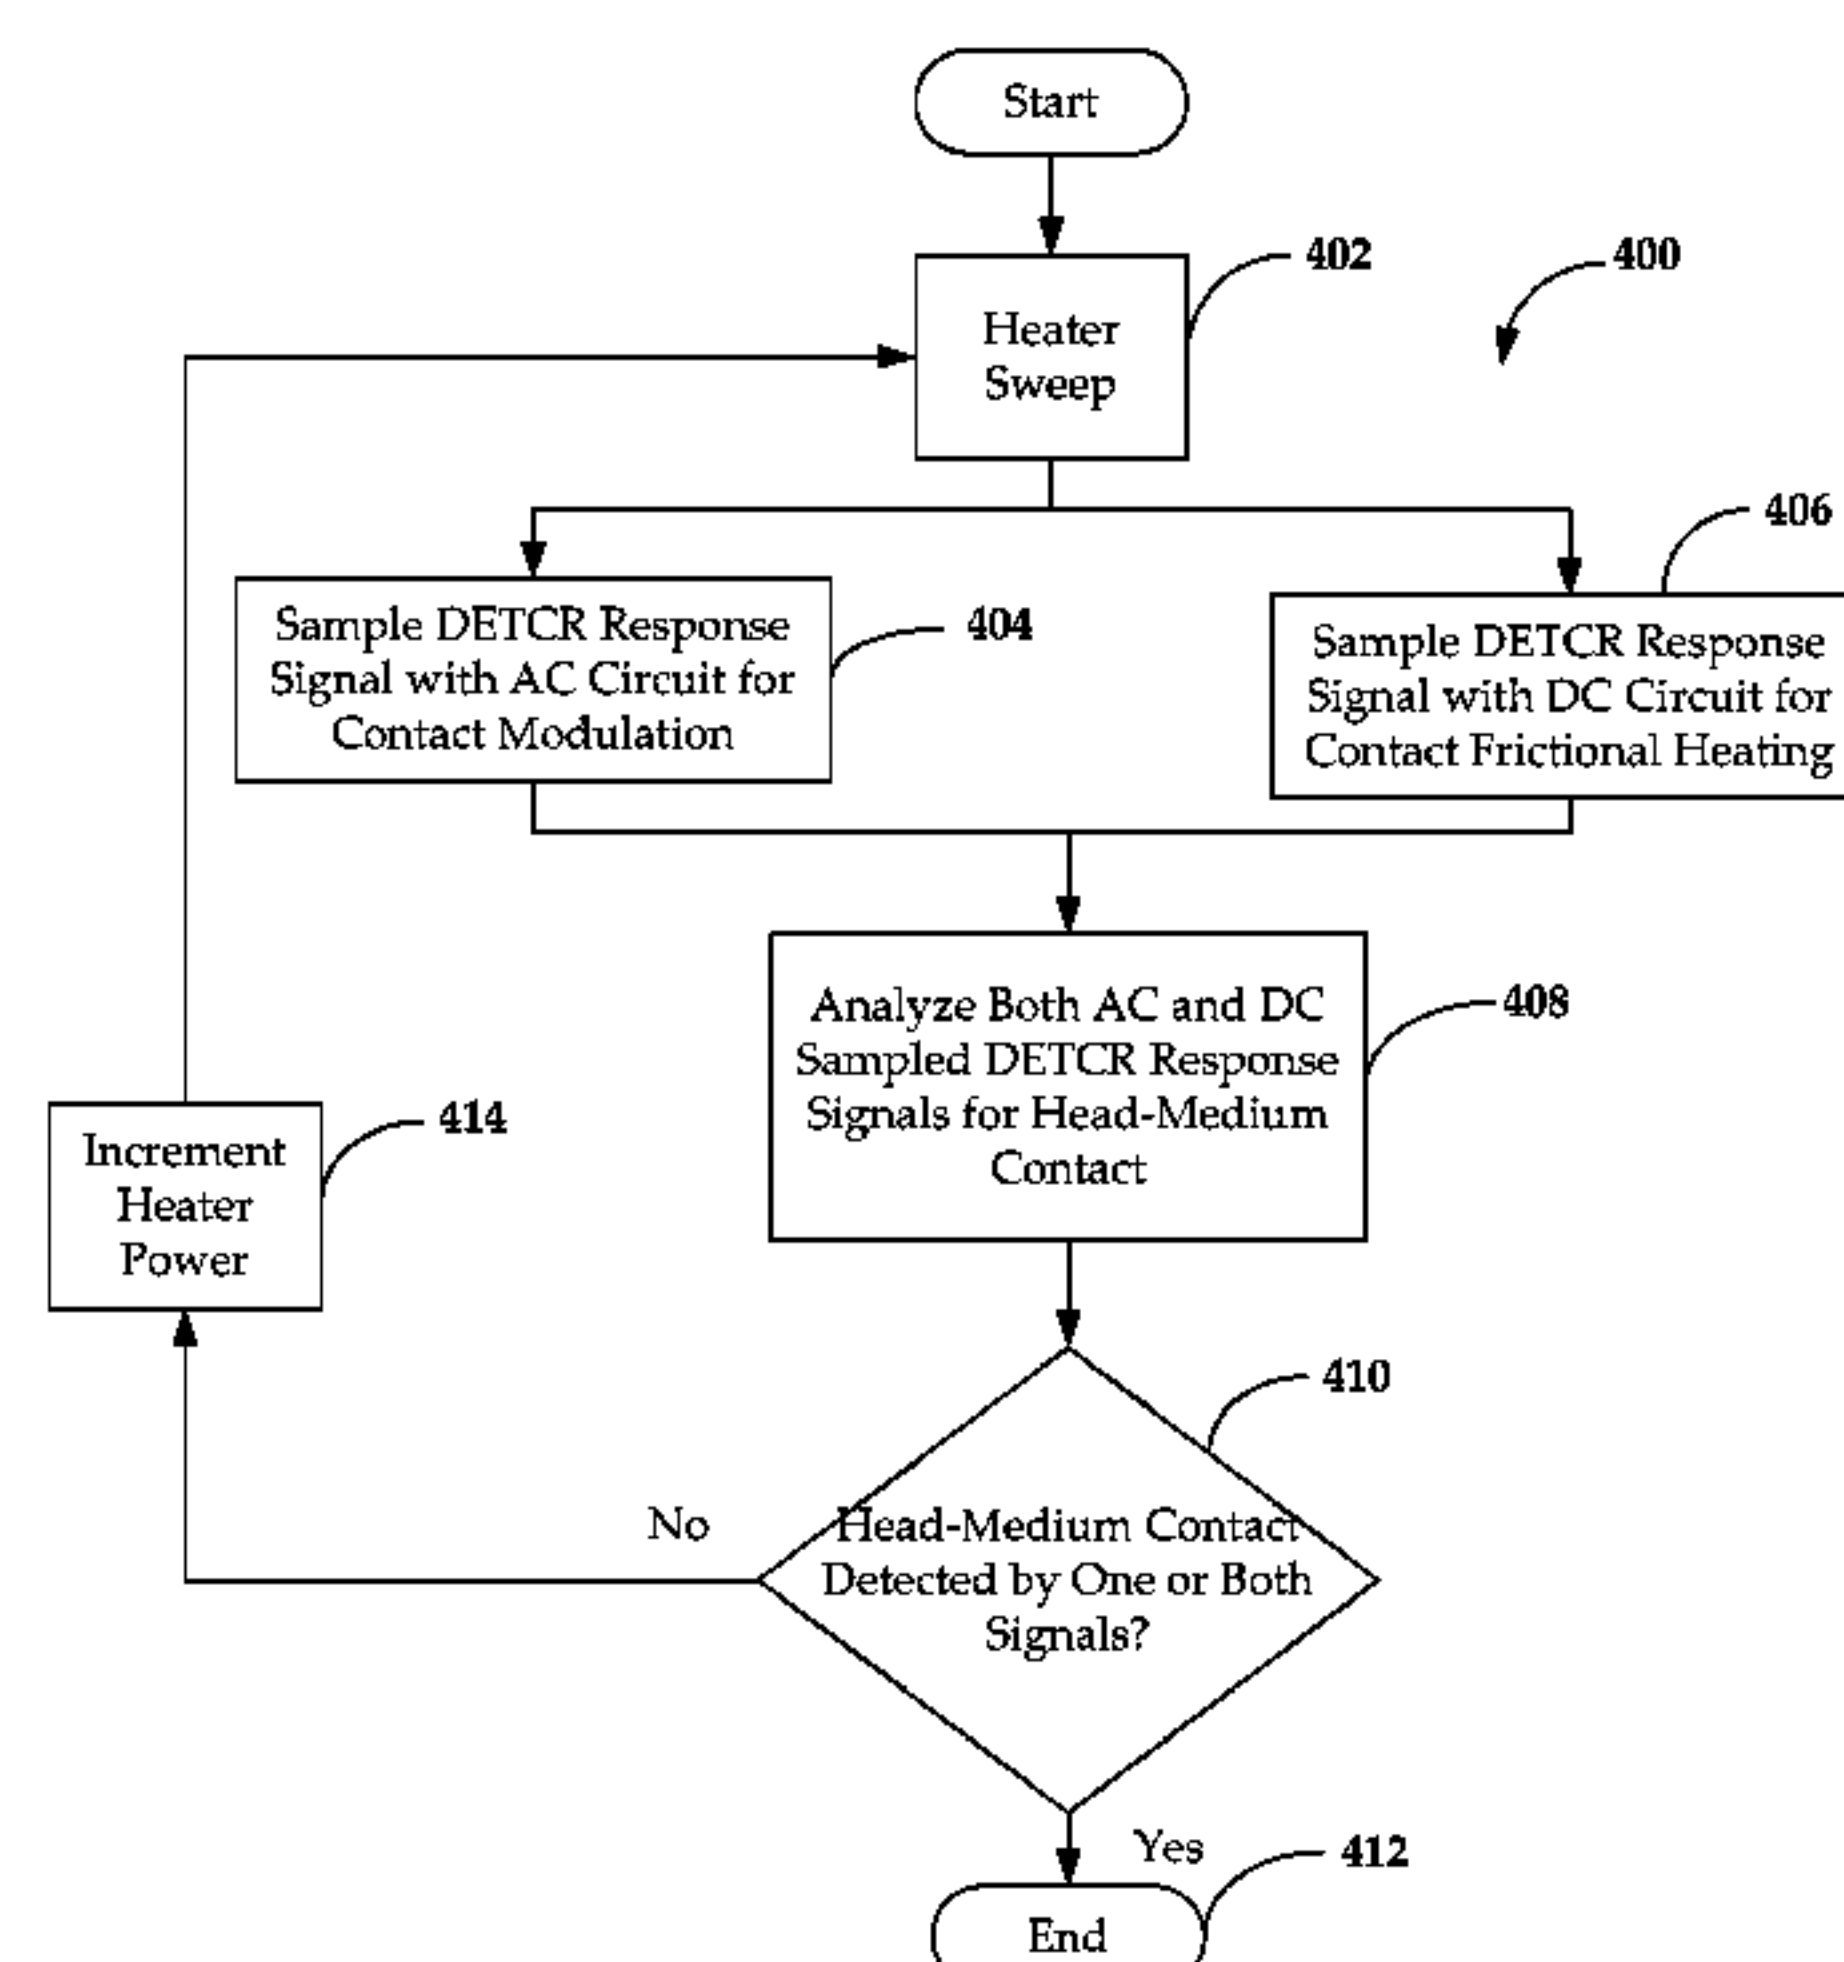 Start
402
400
Heater
Sweep
406
404
Sample DETCR Response
Signal with AC Circuit for
Contact Modulation
Sample DETCR Response
Signal with DC Circuit for
Contact Frictional Heating
Analyze Both AC and DC
Sampled DETCR Response
Signals for Head-Medium
Contact
408
414
Increment
Heater
Power
410
No
Head-Medium Contact
Detected by One or Both
Signals?
Yes
412
End